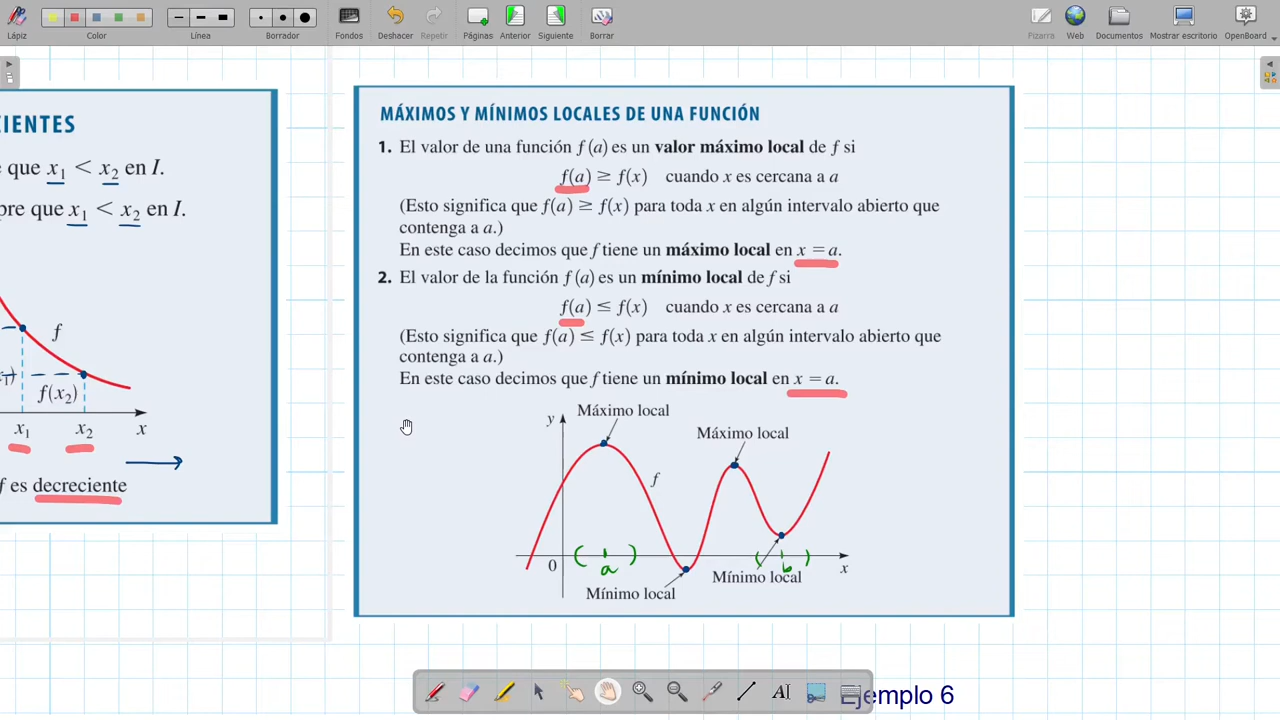 Lápiz
Color
Línea
Borrador
Fondos
Deshacer
Repetir
Páginas
Anterior
Siguiente
Borrar
Pizarra
Web
Documentos
Mostrar escritorio
OpenBoard
CIENTES
e que x₁ < x₂ en I.
pre que x₁ < x₂ en I.
f
f(x₂)
x₁ x₂ x
f es decreciente
MÁXIMOS Y MÍNIMOS LOCALES DE UNA FUNCIÓN
1. El valor de una función f(a) es un valor máximo local de f si
f(a) ≥ f(x) cuando x es cercana a a
(Esto significa que f(a) ≥ f(x) para toda x en algún intervalo abierto que
contenga a a.)
En este caso decimos que f tiene un máximo local en x = a.
2. El valor de la función f(a) es un mínimo local de f si
f(a) ≤ f(x) cuando x es cercana a a
(Esto significa que f(a) ≤ f(x) para toda x en algún intervalo abierto que
contenga a a.)
En este caso decimos que f tiene un mínimo local en x = a.
y
Máximo local
Máximo local
f
0
( a )
( b )
x
Mínimo local
Mínimo local
Ejemplo 6